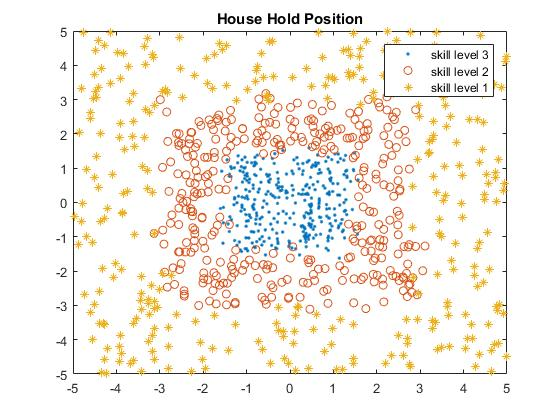 House Hold Position
5
4
3
2
1
0
-1
-2
-3
-4
-5
skill level 3
skill level 2
skill level 1
-5 -4 -3 -2 -1 0 1 2 3 4 5